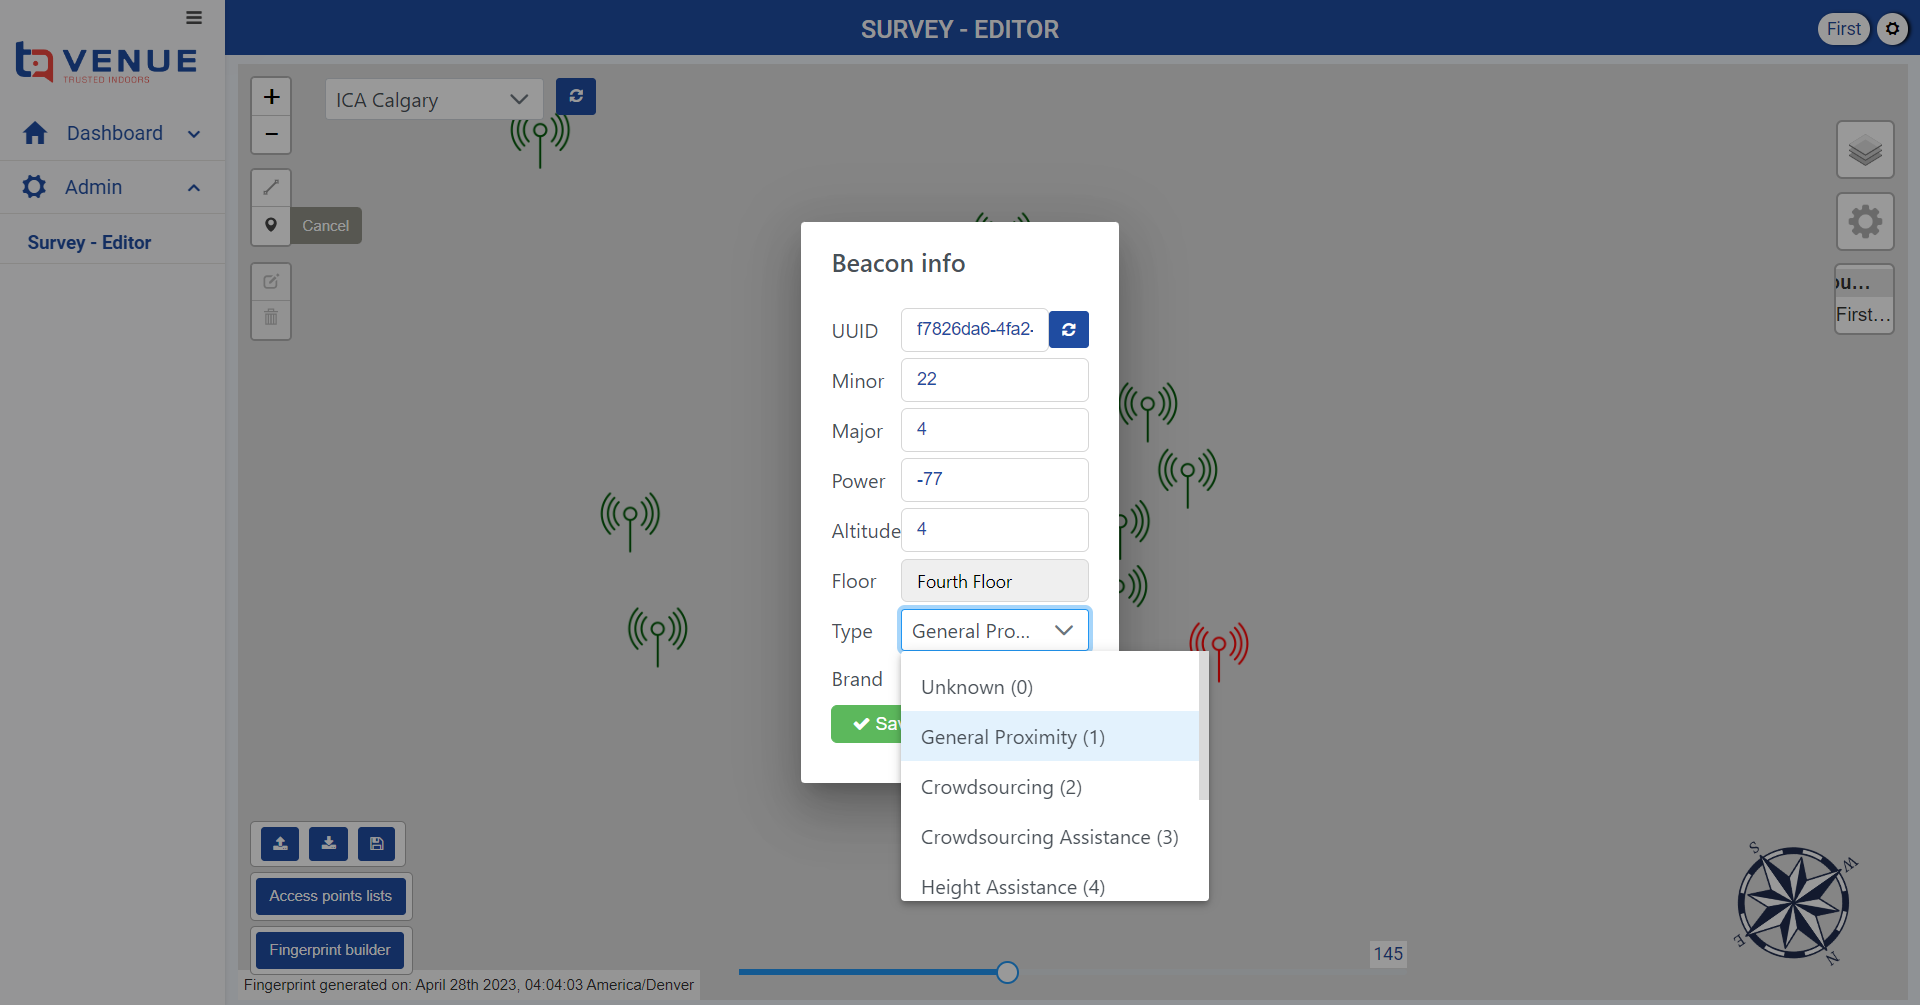 SURVEY - EDITOR
First
VENUE
TRUSTED INDOORS
Dashboard
Admin
Survey - Editor
+
−
ICA Calgary
Cancel
ou...
First...
Beacon info
UUID f7826da6-4fa2-
Minor 22
Major 4
Power -77
Altitude 4
Floor Fourth Floor
Type General Pro...
Brand
Unknown (0)
General Proximity (1)
Crowdsourcing (2)
Crowdsourcing Assistance (3)
Height Assistance (4)
Access points lists
Fingerprint builder
Fingerprint generated on: April 28th 2023, 04:04:03 America/Denver
145
S
W
E
N